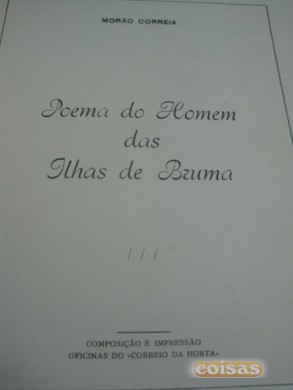 MORÃO CORREIA
Poema do Homem
das
Ilhas de Bruma
/ / /
COMPOSIÇÃO E IMPRESSÃO
OFICINAS DO «CORREIO DA HORTA»
coisas